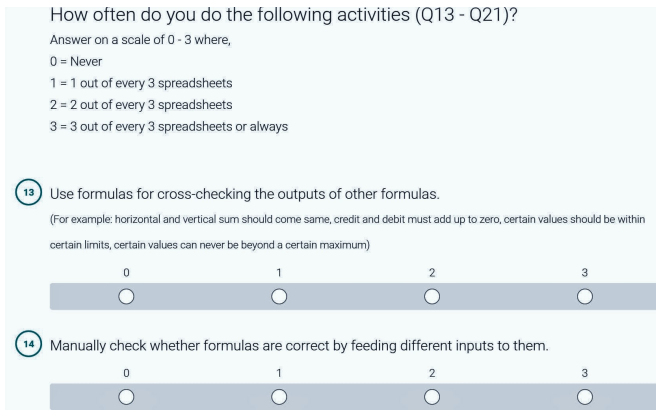 How often do you do the following activities (Q13 - Q21)?
Answer on a scale of 0 - 3 where,
0 = Never
1 = 1 out of every 3 spreadsheets
2 = 2 out of every 3 spreadsheets
3 = 3 out of every 3 spreadsheets or always
13 Use formulas for cross-checking the outputs of other formulas.
(For example: horizontal and vertical sum should come same, credit and debit must add up to zero, certain values should be within
certain limits, certain values can never be beyond a certain maximum)
0 1 2 3
14 Manually check whether formulas are correct by feeding different inputs to them.
0 1 2 3